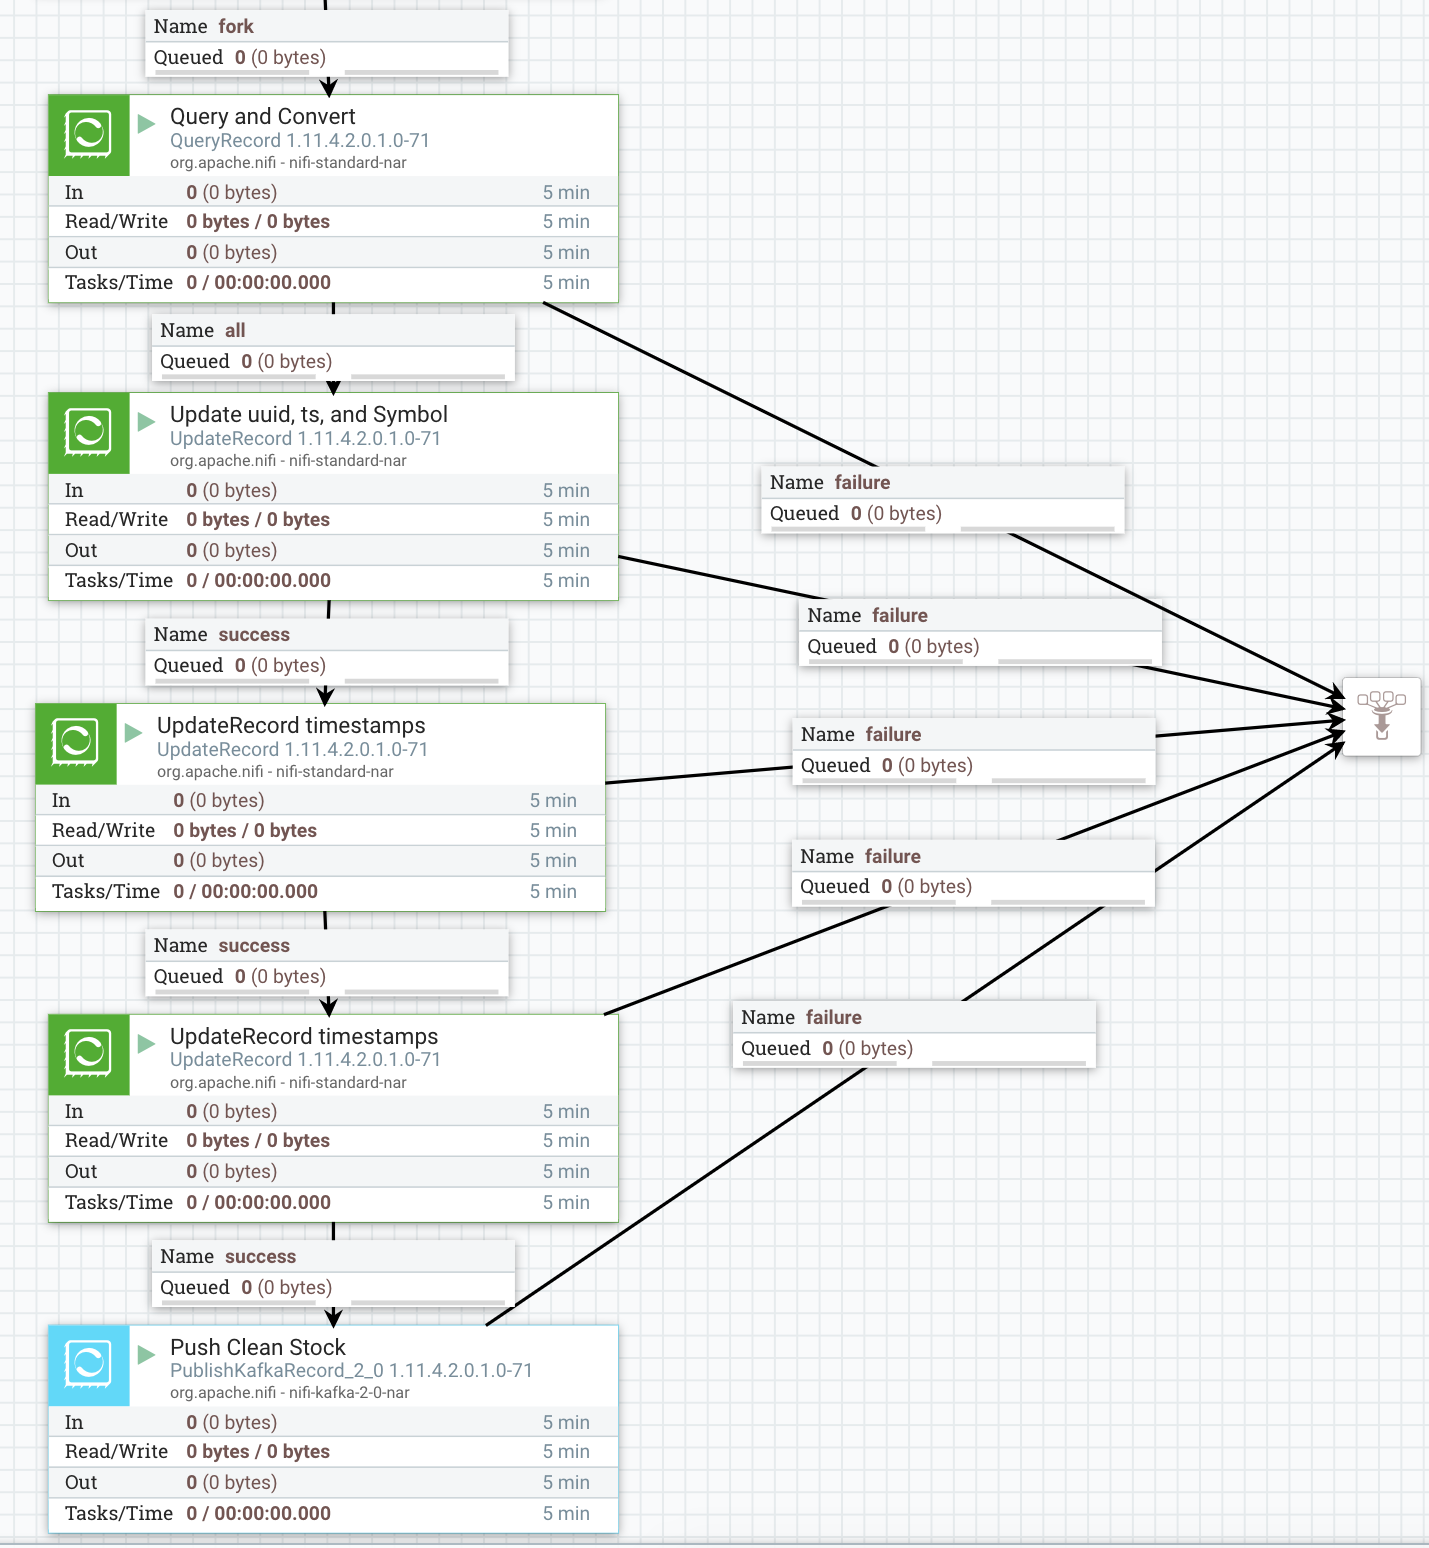 Name fork
Queued 0 (0 bytes)
Query and Convert
QueryRecord 1.11.4.2.0.1.0-71
org.apache.nifi - nifi-standard-nar
In 0 (0 bytes) 5 min
Read/Write 0 bytes / 0 bytes 5 min
Out 0 (0 bytes) 5 min
Tasks/Time 0 / 00:00:00.000 5 min
Name all
Queued 0 (0 bytes)
Update uuid, ts, and Symbol
UpdateRecord 1.11.4.2.0.1.0-71
org.apache.nifi - nifi-standard-nar
In 0 (0 bytes) 5 min
Read/Write 0 bytes / 0 bytes 5 min
Out 0 (0 bytes) 5 min
Tasks/Time 0 / 00:00:00.000 5 min
Name failure
Queued 0 (0 bytes)
Name failure
Queued 0 (0 bytes)
Name success
Queued 0 (0 bytes)
UpdateRecord timestamps
UpdateRecord 1.11.4.2.0.1.0-71
org.apache.nifi - nifi-standard-nar
In 0 (0 bytes) 5 min
Read/Write 0 bytes / 0 bytes 5 min
Out 0 (0 bytes) 5 min
Tasks/Time 0 / 00:00:00.000 5 min
Name failure
Queued 0 (0 bytes)
Name failure
Queued 0 (0 bytes)
Name success
Queued 0 (0 bytes)
UpdateRecord timestamps
UpdateRecord 1.11.4.2.0.1.0-71
org.apache.nifi - nifi-standard-nar
In 0 (0 bytes) 5 min
Read/Write 0 bytes / 0 bytes 5 min
Out 0 (0 bytes) 5 min
Tasks/Time 0 / 00:00:00.000 5 min
Name failure
Queued 0 (0 bytes)
Name success
Queued 0 (0 bytes)
Push Clean Stock
PublishKafkaRecord_2_0 1.11.4.2.0.1.0-71
org.apache.nifi - nifi-kafka-2-0-nar
In 0 (0 bytes) 5 min
Read/Write 0 bytes / 0 bytes 5 min
Out 0 (0 bytes) 5 min
Tasks/Time 0 / 00:00:00.000 5 min